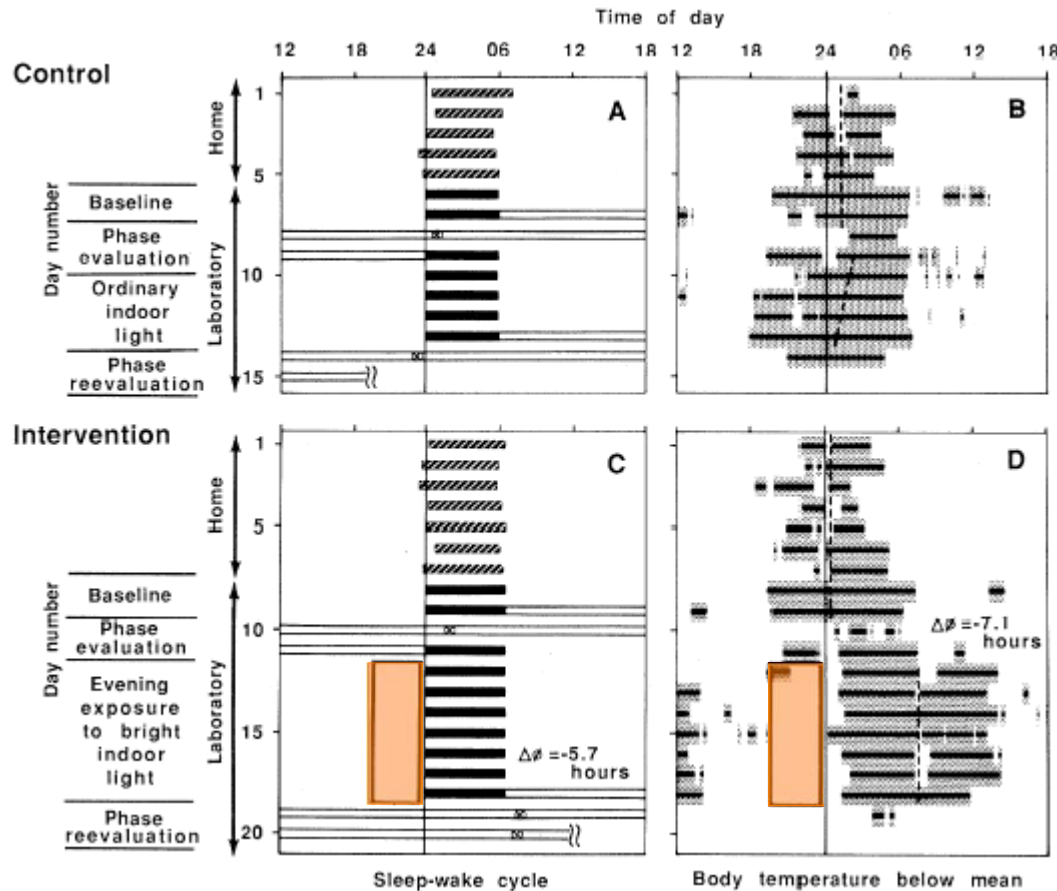 Time of day
12 18 24 06 12 18
12 18 24 06 12 18
Control
A
B
Home
Laboratory
Day number
Baseline
Phase
evaluation
Ordinary
indoor
light
Phase
reevaluation
1
5
10
15
Intervention
C
D
Home
Laboratory
Day number
Baseline
Phase
evaluation
Evening
exposure
to bright
indoor
light
Phase
reevaluation
1
5
10
15
20
Δø=-5.7
hours
Δø=-7.1
hours
Sleep-wake cycle
Body temperature below mean